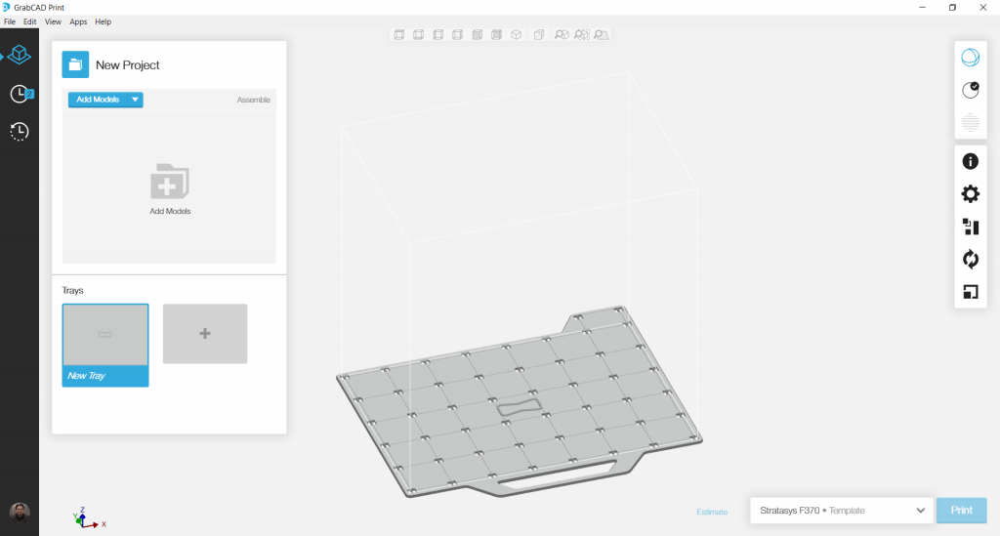 GrabCAD Print
File Edit View Apps Help
New Project
Add Models
Assemble
Add Models
Trays
New Tray
2
Z
Y
X
Estimate
Stratasys F370 • Template
Print